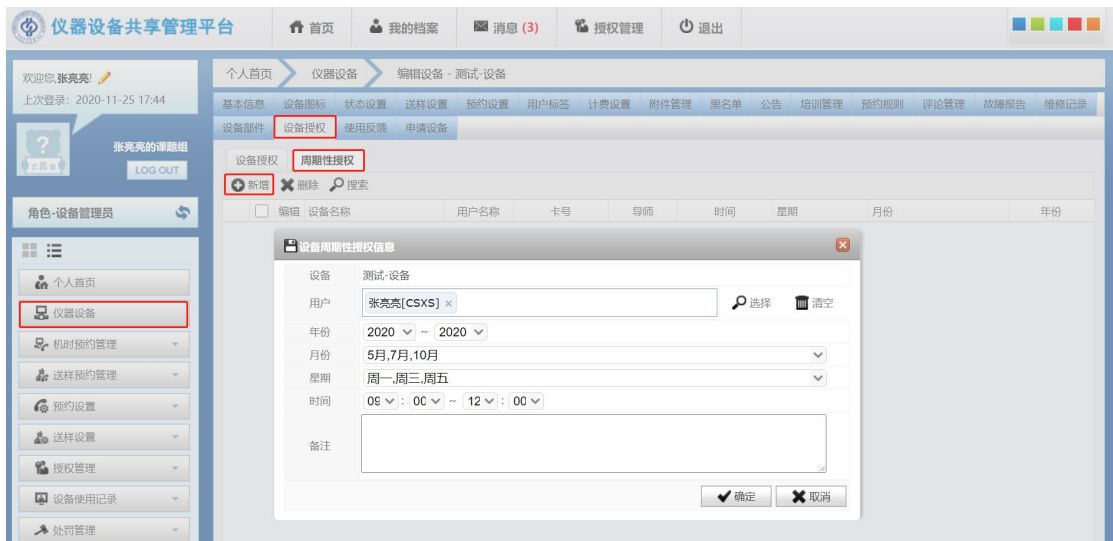 仪器设备共享管理平台 首页 我的档案 消息 (3) 授权管理 退出
欢迎您,张亮亮!
上次登录：2020-11-25 17:44
张亮亮的课题组
LOG OUT
角色-设备管理员
个人首页
仪器设备
机时预约管理
送样预约管理
预约设置
送样设置
授权管理
设备使用记录
处罚管理
个人首页 仪器设备 编辑设备 - 测试-设备
基本信息 设备图标 状态设置 送样设置 预约设置 用户标签 计费设置 附件管理 黑名单 公告 培训管理 预约规则 评论管理 故障报告 维修记录
设备部件 设备授权 使用反馈 申请设备
设备授权 周期性授权
新增 删除 搜索
编辑 设备名称 用户名称 卡号 导师 时间 星期 月份 年份
设备周期性授权信息
设备 测试-设备
用户 张亮亮[CSXS] × 选择 清空
年份 2020 ~ 2020
月份 5月,7月,10月
星期 周一,周三,周五
时间 09 : 00 ~ 12 : 00
备注
确定 取消